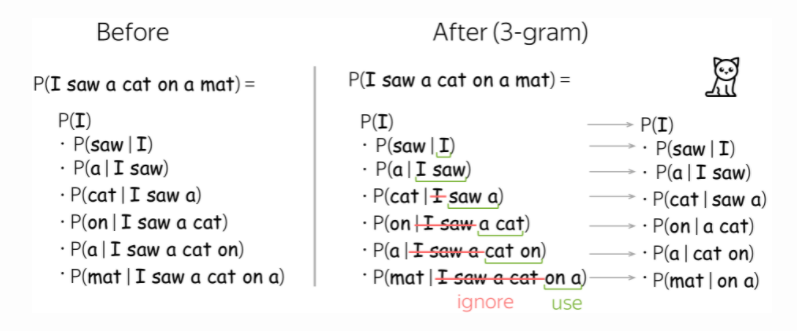 Before
P(I saw a cat on a mat) =
P(I)
· P(saw | I)
· P(a | I saw)
· P(cat | I saw a)
· P(on | I saw a cat)
· P(a | I saw a cat on)
· P(mat | I saw a cat on a)
After (3-gram)
P(I saw a cat on a mat) =
P(I) → P(I)
· P(saw | I) → · P(saw | I)
· P(a | I saw) → · P(a | I saw)
· P(cat | I saw a) → · P(cat | saw a)
· P(on | I saw a cat) → · P(on | a cat)
· P(a | I saw a cat on) → · P(a | cat on)
· P(mat | I saw a cat on a) → · P(mat | on a)
ignore use